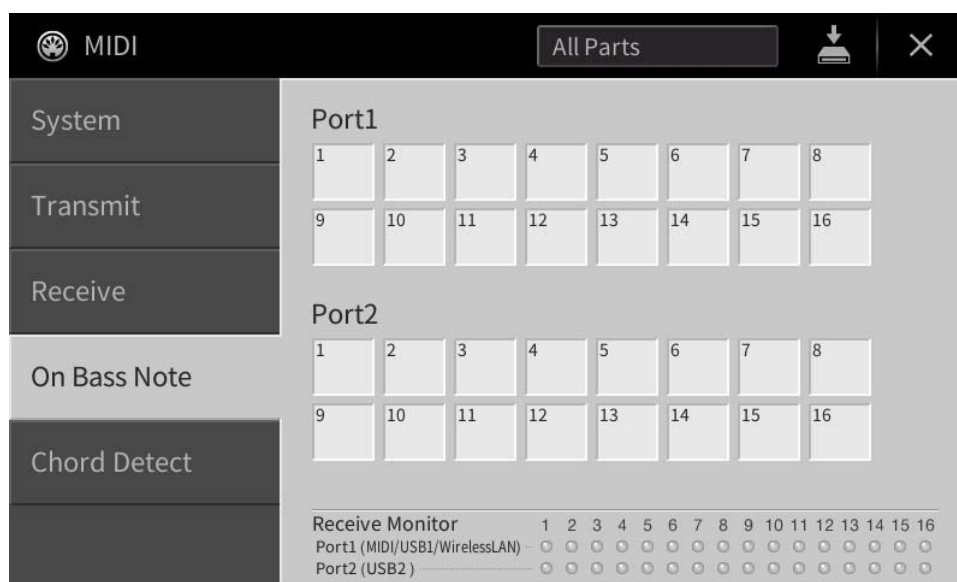 MIDI
All Parts
System
Transmit
Receive
On Bass Note
Chord Detect
Port1
1 2 3 4 5 6 7 8
9 10 11 12 13 14 15 16
Port2
1 2 3 4 5 6 7 8
9 10 11 12 13 14 15 16
Receive Monitor 1 2 3 4 5 6 7 8 9 10 11 12 13 14 15 16
Port1 (MIDI/USB1/WirelessLAN)
Port2 (USB2)